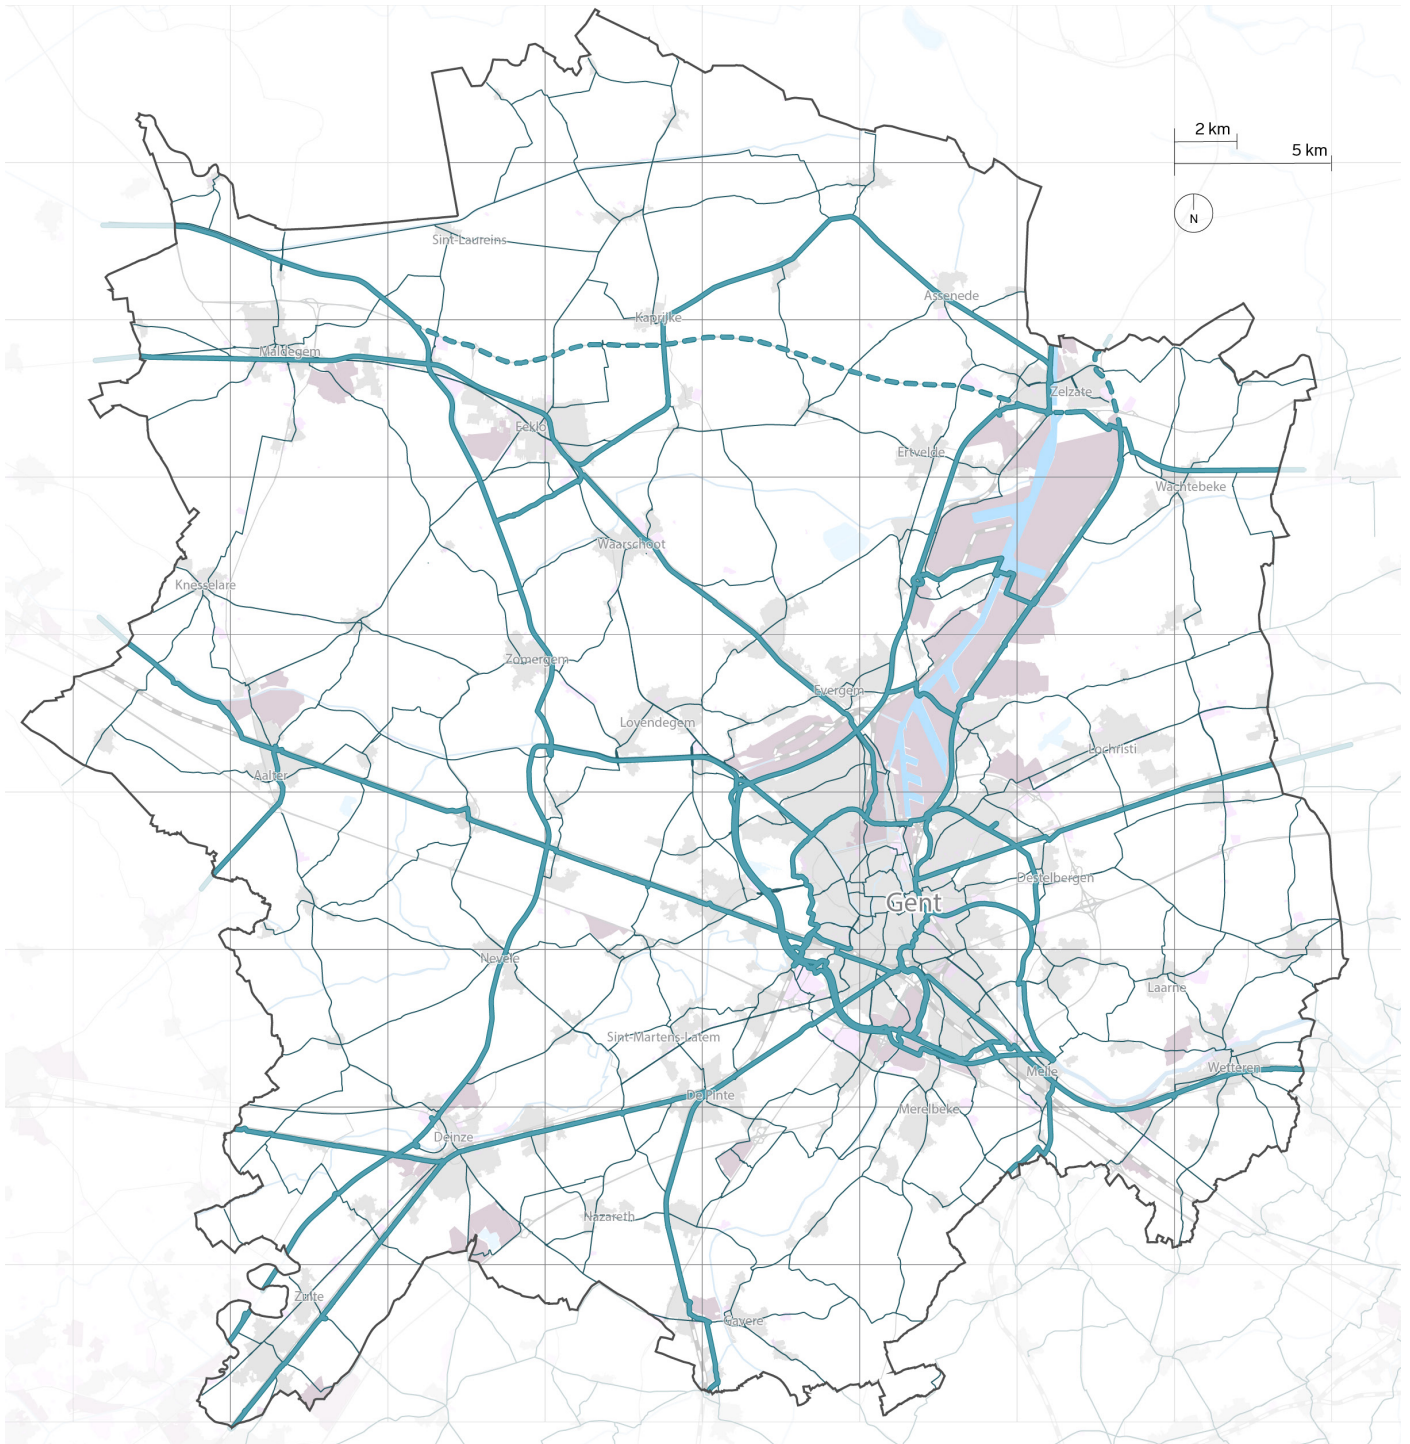 2 km
5 km
N
Sint-Laureins
Assenede
Kaprijke
Maldegem
Zelzate
Eeklo
Ertvelde
Wachtebeke
Waarschoot
Knesselare
Zomergem
Evergem
Lovendegem
Lochristi
Aalter
Destelbergen
Gent
Nevele
Laarne
Sint-Martens-Latem
Wetteren
Melle
De Pinte
Merelbeke
Deinze
Nazareth
Zulte
Gavere